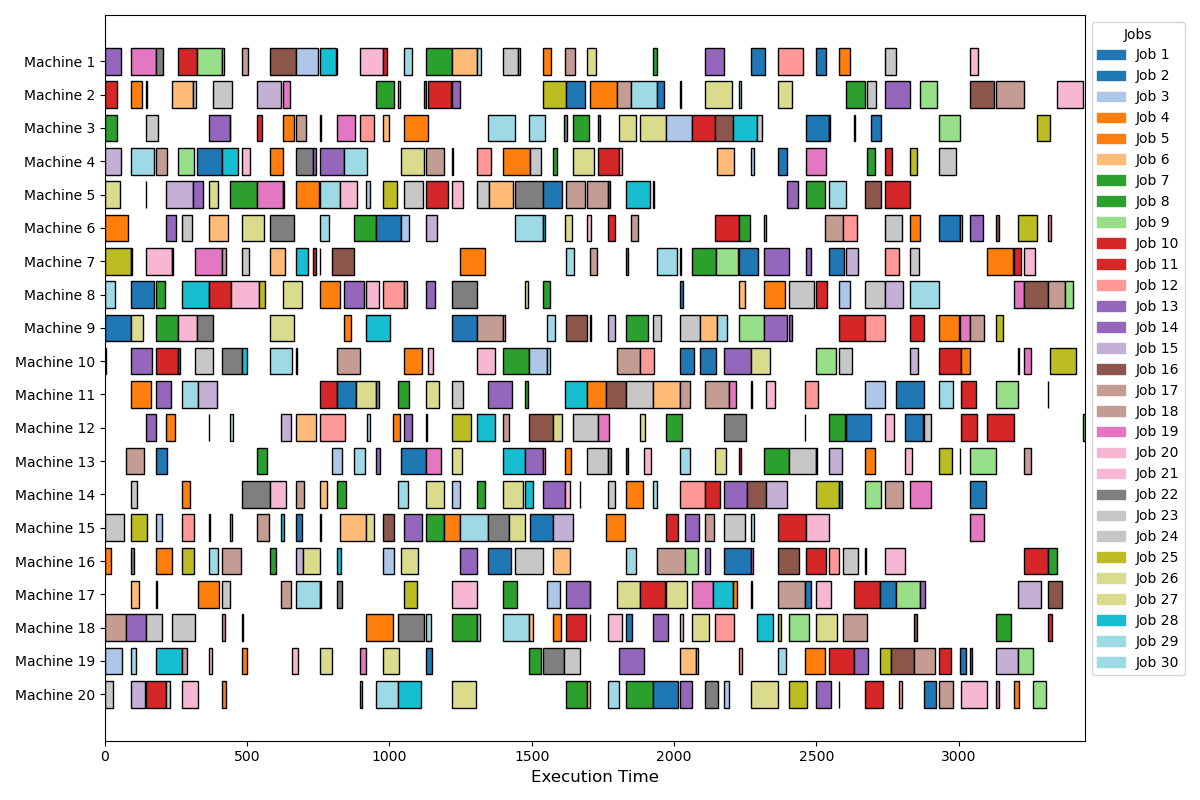 Machine 1
Machine 2
Machine 3
Machine 4
Machine 5
Machine 6
Machine 7
Machine 8
Machine 9
Machine 10
Machine 11
Machine 12
Machine 13
Machine 14
Machine 15
Machine 16
Machine 17
Machine 18
Machine 19
Machine 20
0 500 1000 1500 2000 2500 3000
Execution Time
Jobs
Job 1
Job 2
Job 3
Job 4
Job 5
Job 6
Job 7
Job 8
Job 9
Job 10
Job 11
Job 12
Job 13
Job 14
Job 15
Job 16
Job 17
Job 18
Job 19
Job 20
Job 21
Job 22
Job 23
Job 24
Job 25
Job 26
Job 27
Job 28
Job 29
Job 30